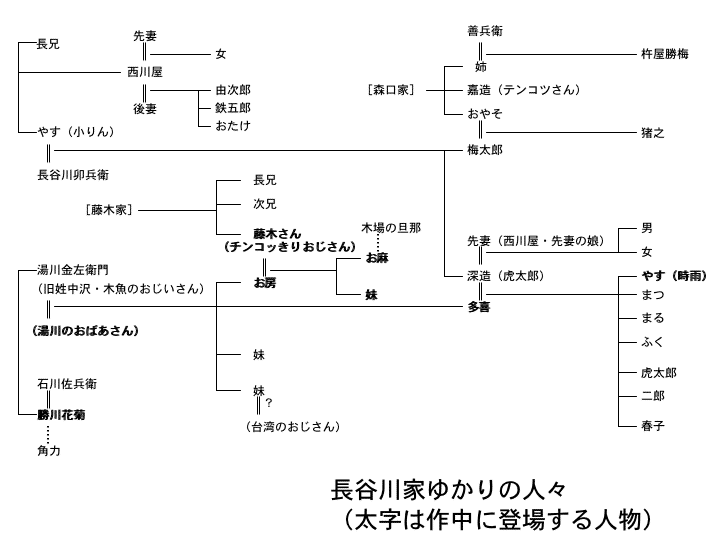 長兄
先妻
女
西川屋
後妻
由次郎
鉄五郎
おたけ
やす（小りん）
長谷川卯兵衛
善兵衛
杵屋勝梅
姉
［森口家］
嘉造（テンコツさん）
おやそ
猪之
梅太郎
［藤木家］
長兄
次兄
藤木さん
（チンコッきりおじさん）
木場の旦那
お麻
お房
妹
先妻（西川屋・先妻の娘）
男
女
深造（虎太郎）
多喜
やす（時雨）
まつ
まる
ふく
虎太郎
二郎
春子
湯川金左衛門
（旧姓中沢・木魚のおじいさん）
（湯川のおばあさん）
妹
妹
？
（台湾のおじさん）
石川佐兵衛
勝川花菊
角力
長谷川家ゆかりの人々
（太字は作中に登場する人物）